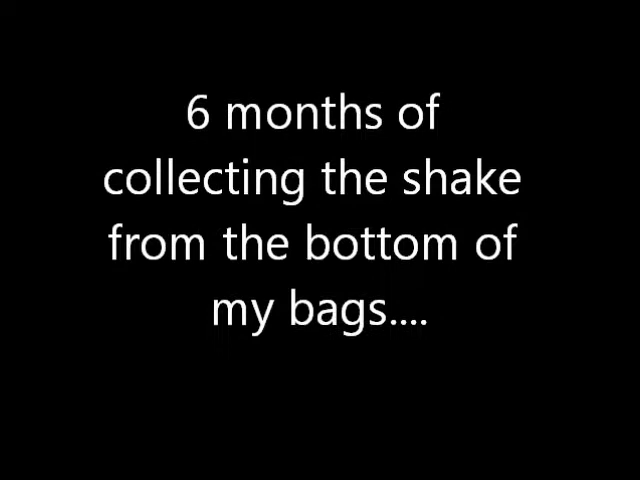 6 months of
collecting the shake
from the bottom of
my bags....